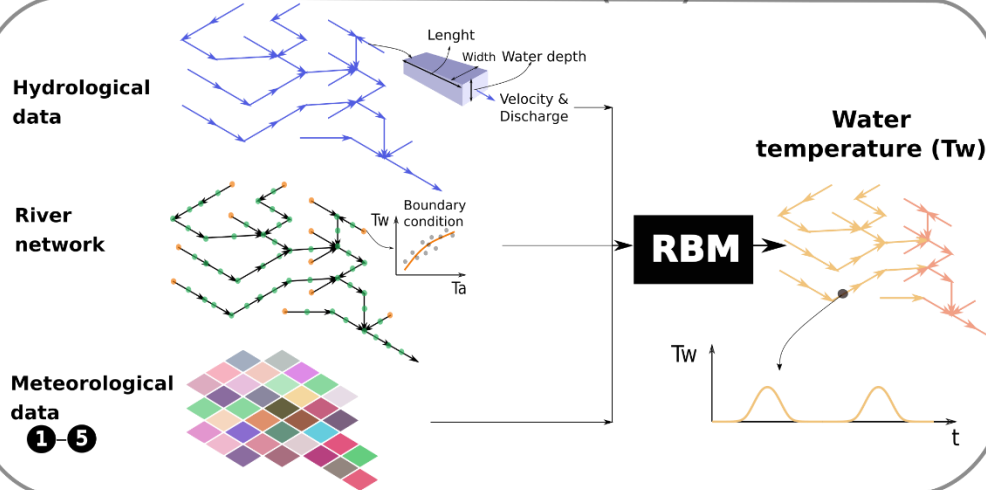 Hydrological
data
Lenght
Width
Water depth
Velocity &
Discharge
River
network
Tw
Boundary
condition
Ta
Meteorological
data
1-5
RBM
Water
temperature (Tw)
Tw
t